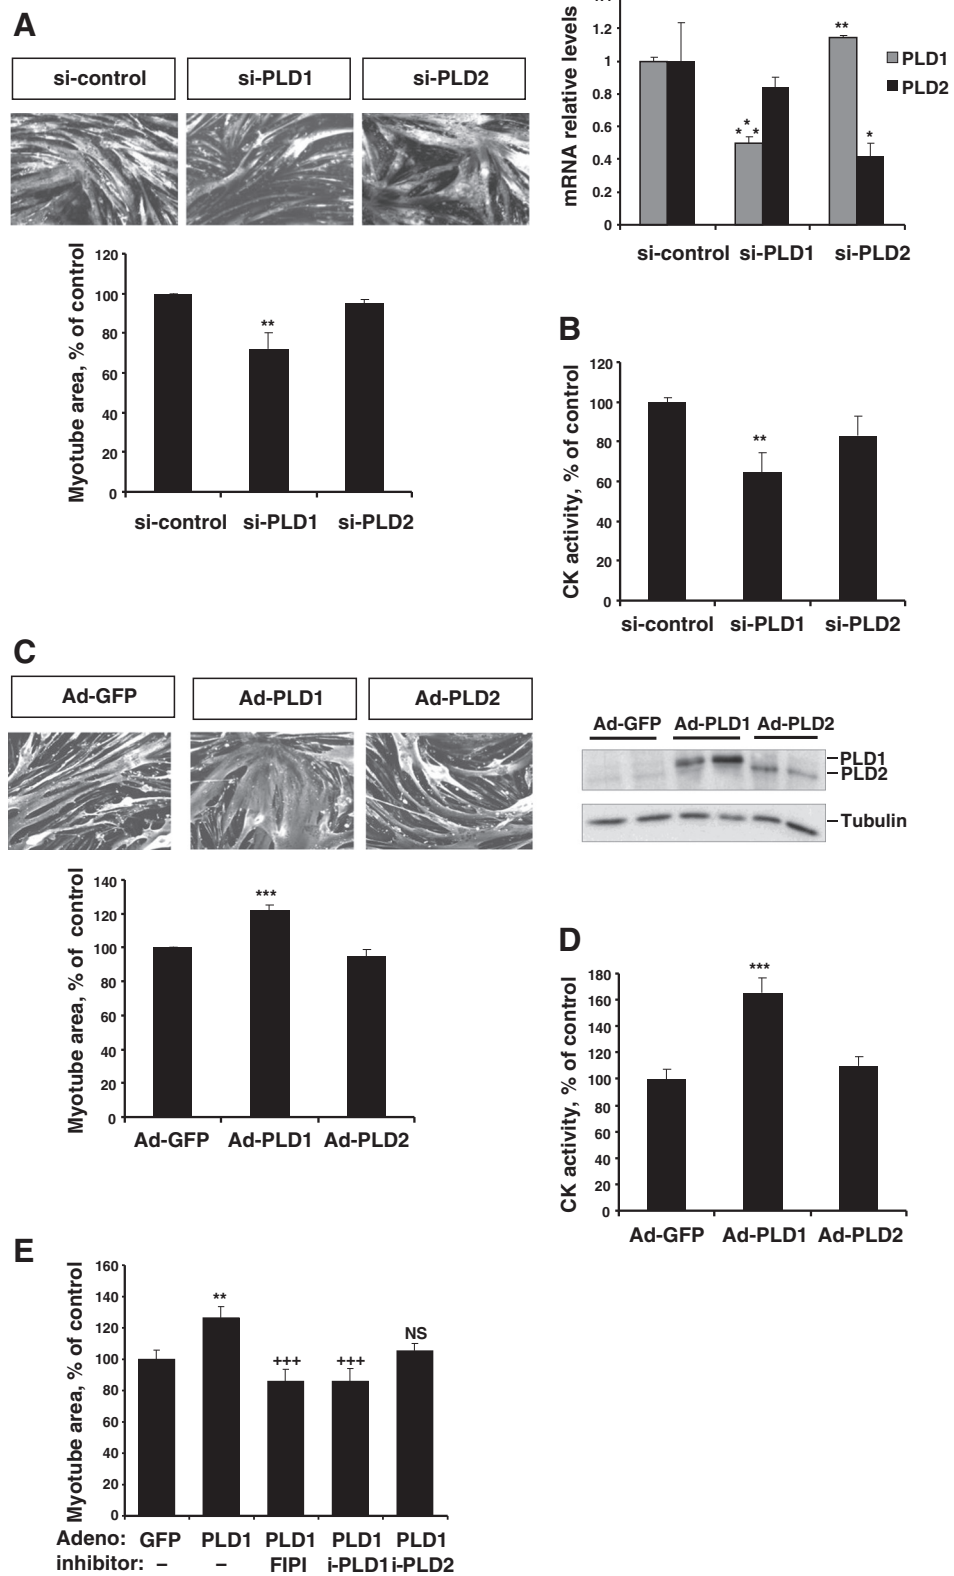 A
si-control si-PLD1 si-PLD2
Myotube area, % of control
120
100
80
60
40
20
0
**
si-control si-PLD1 si-PLD2
mRNA relative levels
1.2
1
0.8
0.6
0.4
0.2
0
***
**
*
PLD1
PLD2
si-control si-PLD1 si-PLD2
B
CK activity, % of control
120
100
80
60
40
20
0
**
si-control si-PLD1 si-PLD2
C
Ad-GFP Ad-PLD1 Ad-PLD2
Ad-GFP Ad-PLD1 Ad-PLD2
PLD1
PLD2
Tubulin
Myotube area, % of control
140
120
100
80
60
40
20
0
***
Ad-GFP Ad-PLD1 Ad-PLD2
D
CK activity, % of control
180
160
140
120
100
80
60
40
20
0
***
Ad-GFP Ad-PLD1 Ad-PLD2
E
Myotube area, % of control
160
140
120
100
80
60
40
20
0
**
+++
+++
NS
Adeno: GFP PLD1 PLD1 PLD1 PLD1
inhibitor: – – FIPI i-PLD1 i-PLD2